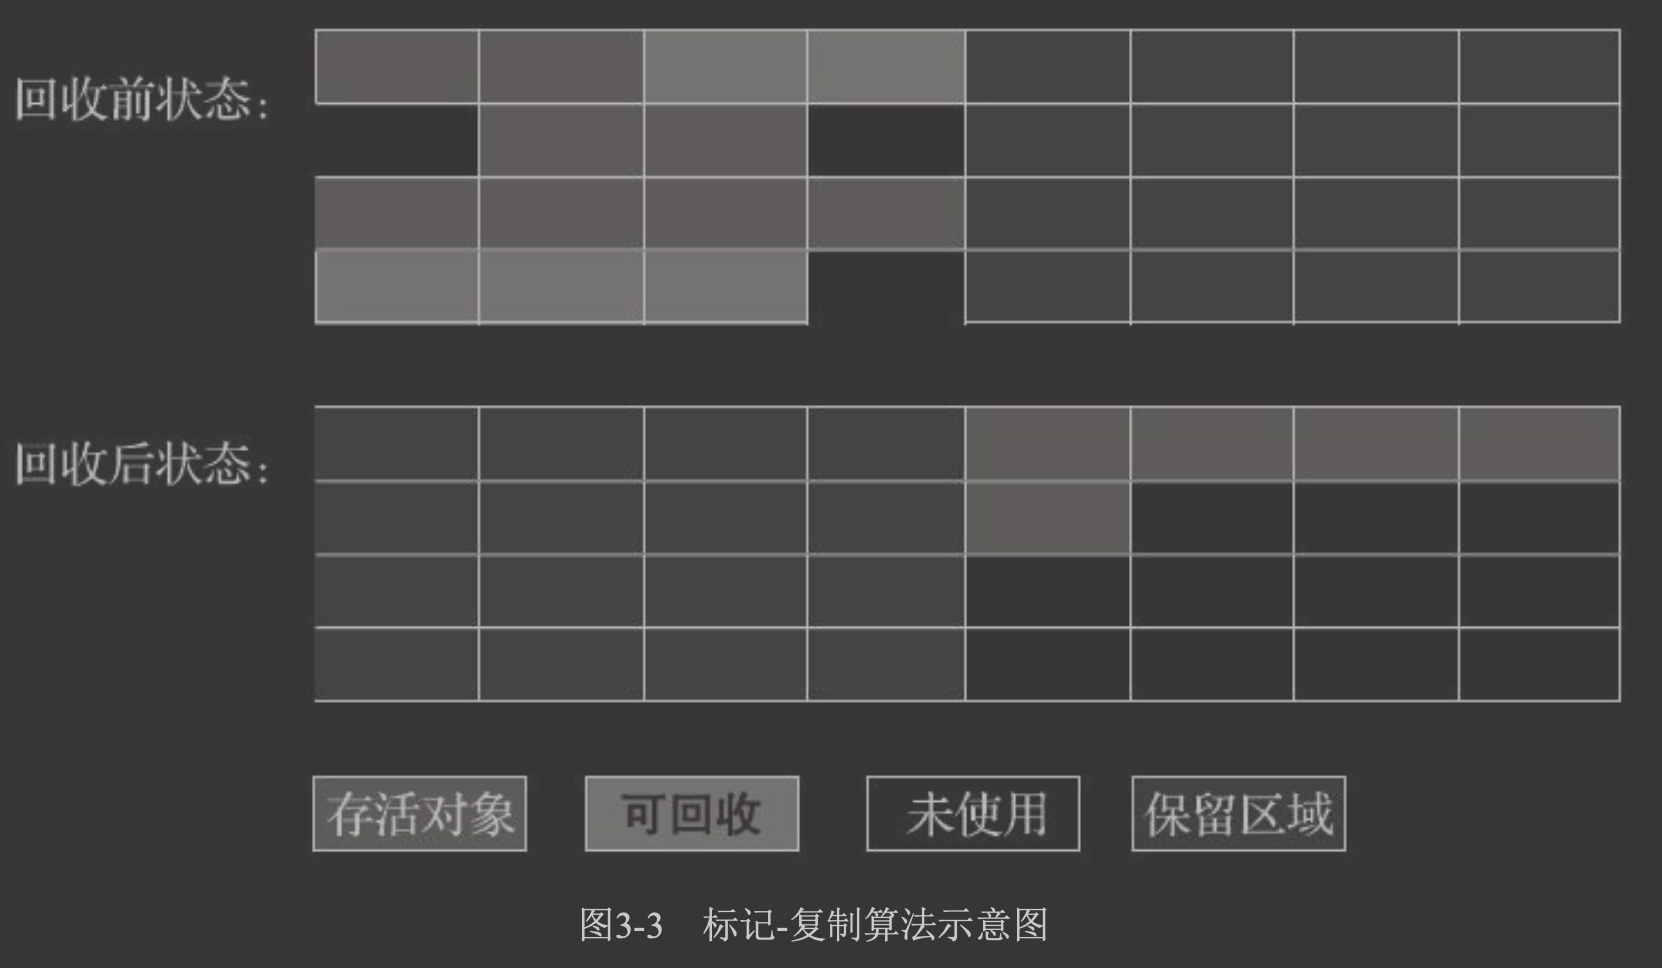 回收前状态：
回收后状态：
存活对象 可回收 未使用 保留区域
图3-3 标记-复制算法示意图